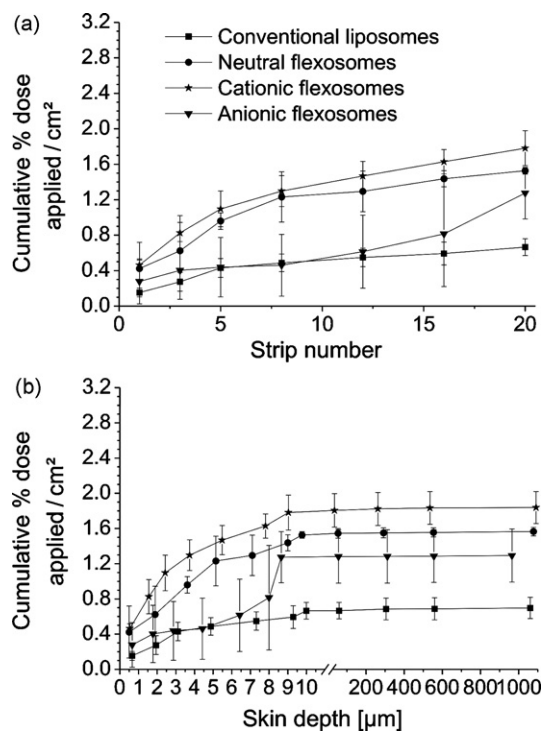 (a)
Conventional liposomes
Neutral flexosomes
Cationic flexosomes
Anionic flexosomes
3.2
2.8
2.4
2.0
1.6
1.2
0.8
0.4
0.0
Cumulative % dose
applied / cm²
0 5 10 15 20
Strip number
(b)
3.2
2.8
2.4
2.0
1.6
1.2
0.8
0.4
0.0
Cumulative % dose
applied / cm²
0 1 2 3 4 5 6 7 8 9 10 200 400 600 800 1000
Skin depth [µm]